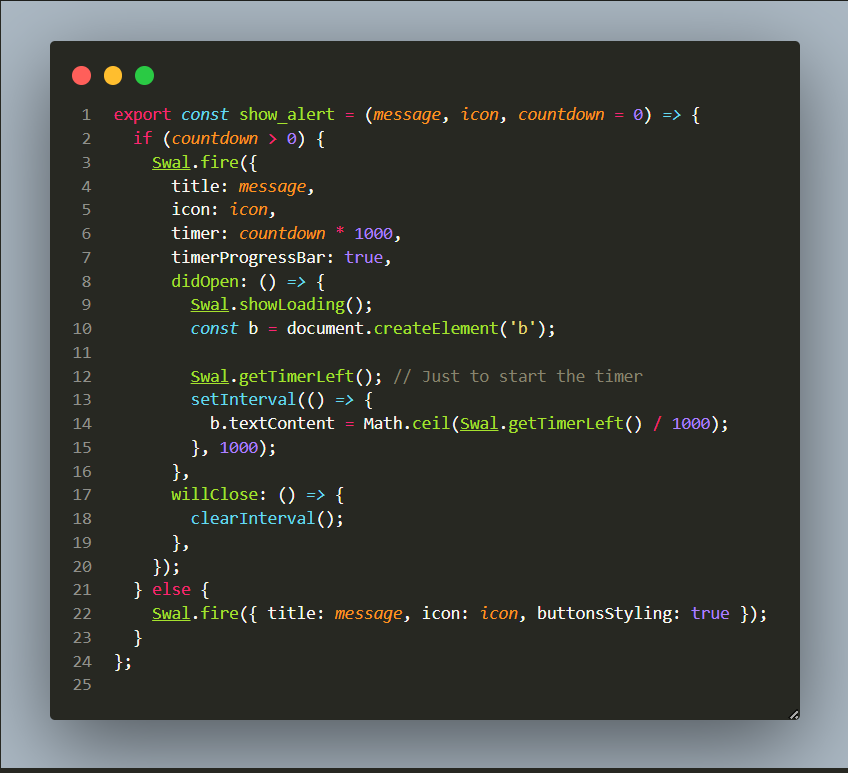 1 export const show_alert = (message, icon, countdown = 0) => {
2   if (countdown > 0) {
3     Swal.fire({
4       title: message,
5       icon: icon,
6       timer: countdown * 1000,
7       timerProgressBar: true,
8       didOpen: () => {
9         Swal.showLoading();
10         const b = document.createElement('b');
11
12         Swal.getTimerLeft(); // Just to start the timer
13         setInterval(() => {
14           b.textContent = Math.ceil(Swal.getTimerLeft() / 1000);
15         }, 1000);
16       },
17       willClose: () => {
18         clearInterval();
19       },
20     });
21   } else {
22     Swal.fire({ title: message, icon: icon, buttonsStyling: true });
23   }
24 };
25